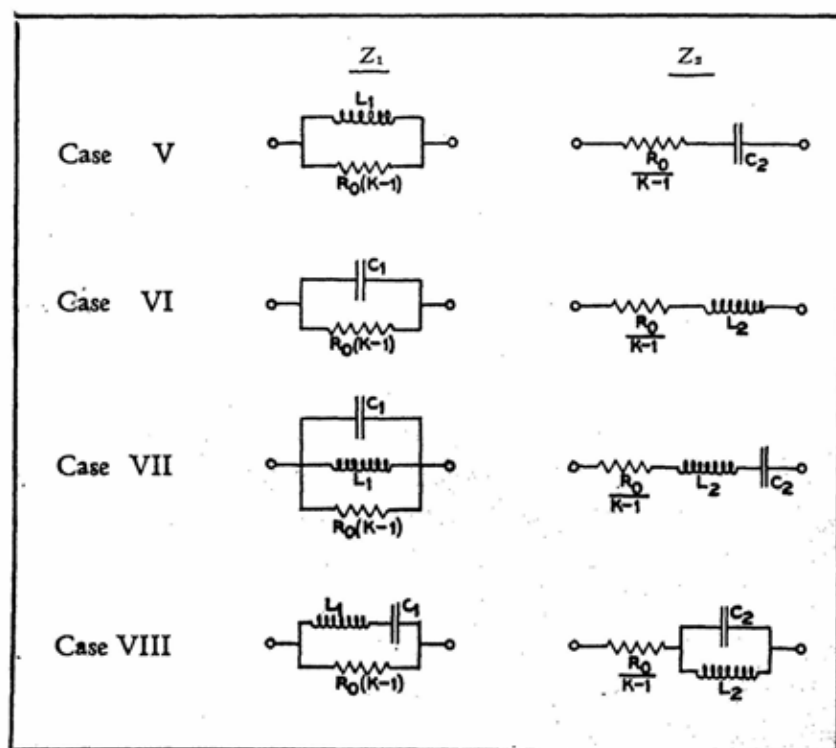 Z₁ Z₂
L₁
Case V
R₀(K-1)
R₀
K-1
C₂
C₁
Case VI
R₀(K-1)
R₀
K-1
L₂
C₁
Case VII
L₁
R₀(K-1)
R₀
K-1
L₂
C₂
L₁ C₁
Case VIII
R₀(K-1)
R₀
K-1
C₂
L₂